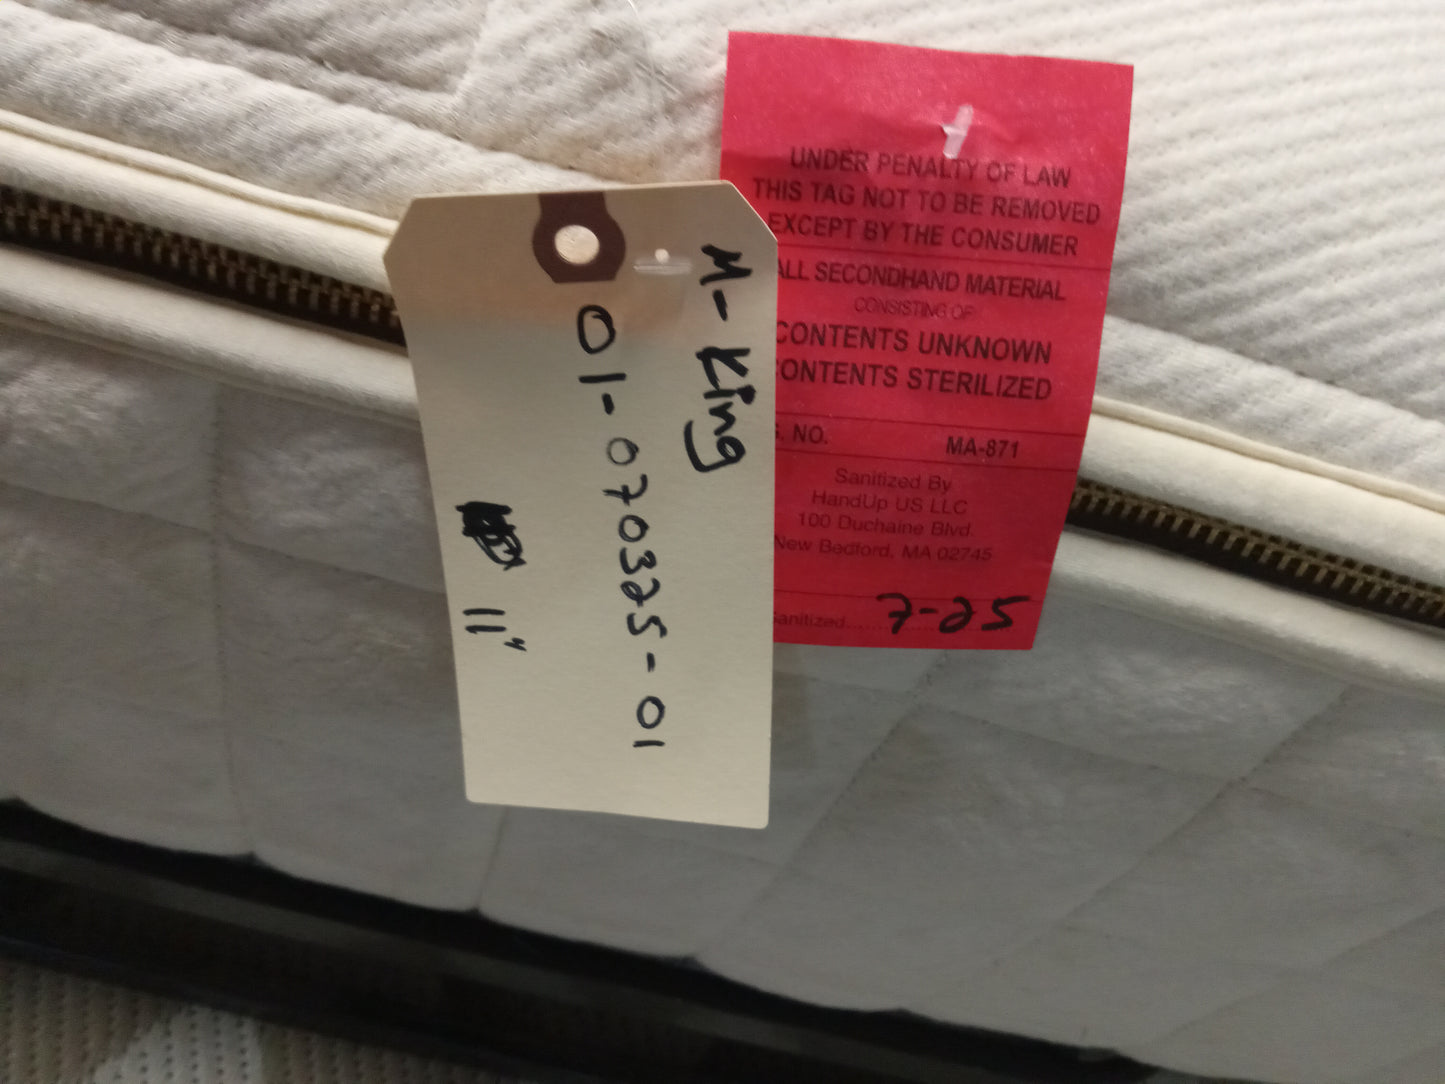 M-King
01-070325-01
11"
UNDER PENALTY OF LAW
THIS TAG NOT TO BE REMOVED
EXCEPT BY THE CONSUMER
ALL SECONDHAND MATERIAL
CONSISTING OF
CONTENTS UNKNOWN
CONTENTS STERILIZED
. NO. MA-871
Sanitized By
HandUp US LLC
100 Duchaine Blvd.
New Bedford, MA 02745
Sanitized.......... 7-25